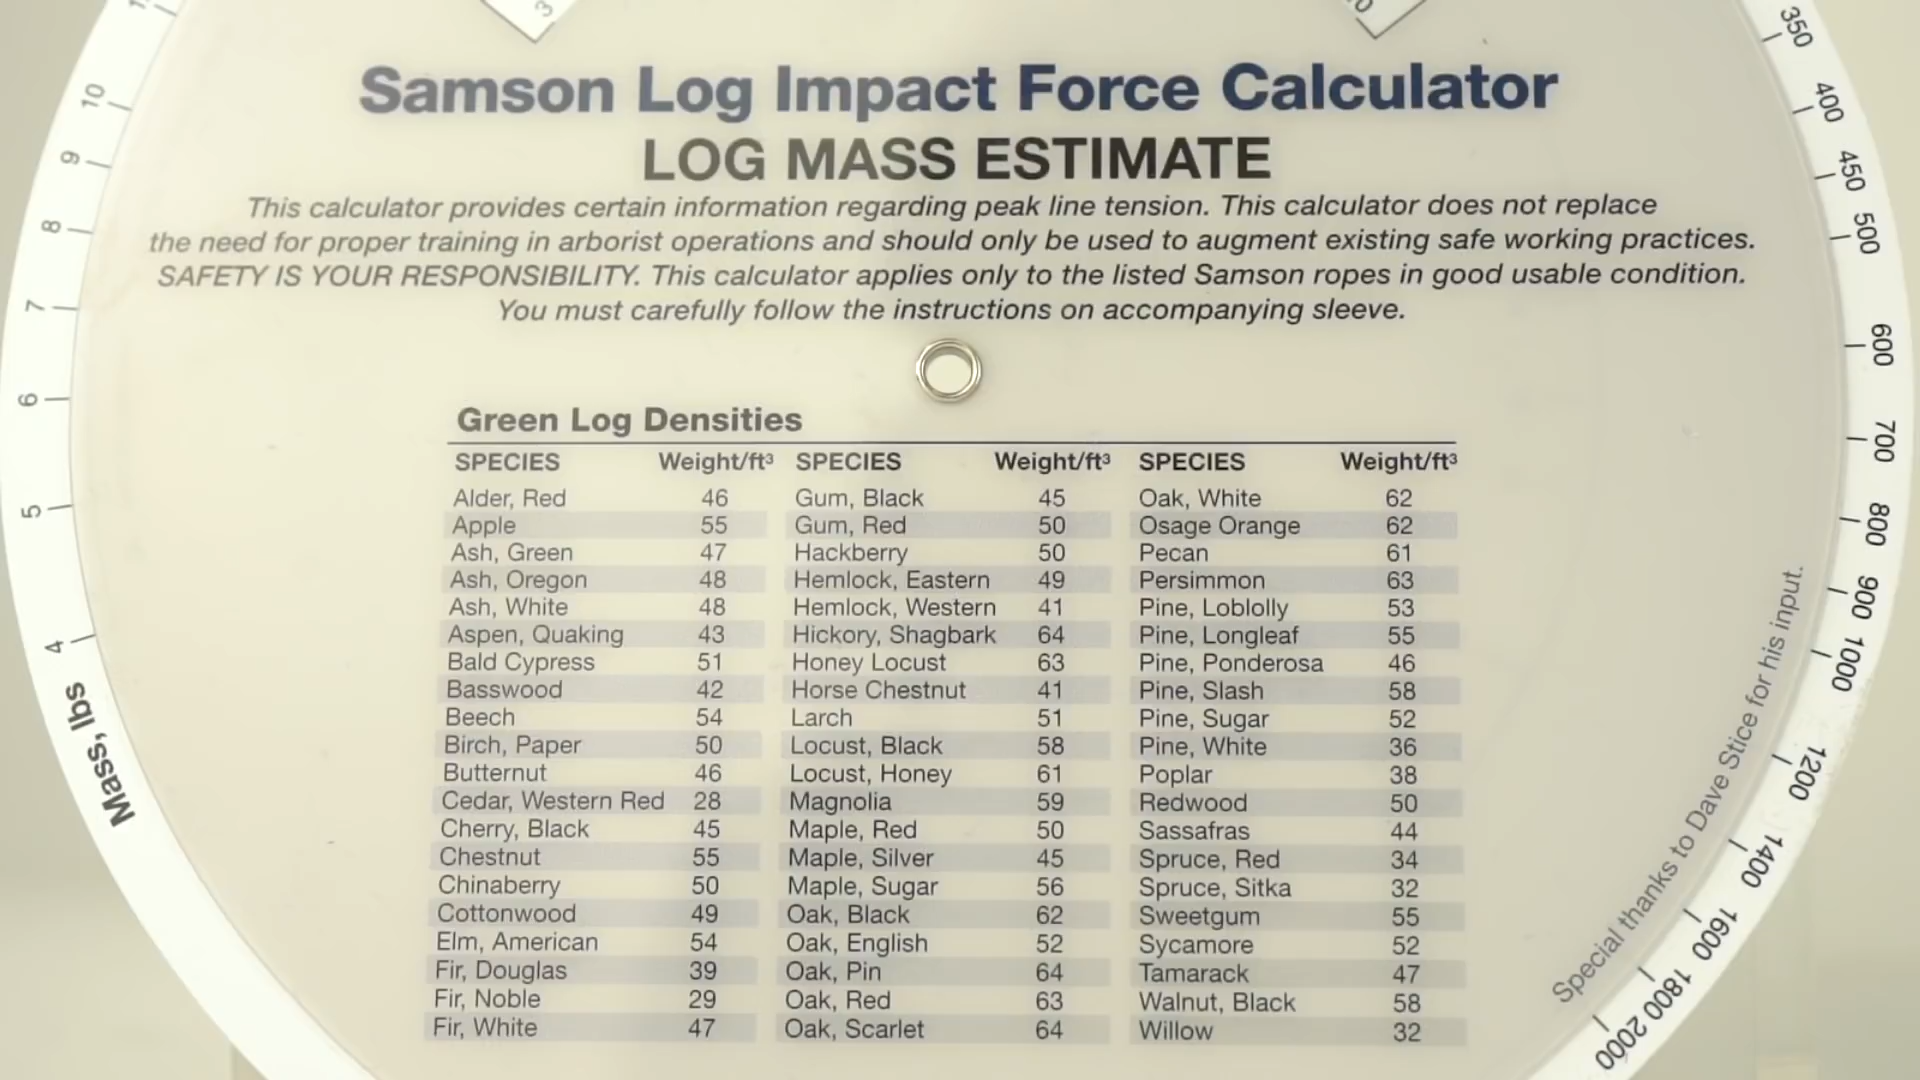 Samson Log Impact Force Calculator
LOG MASS ESTIMATE
This calculator provides certain information regarding peak line tension. This calculator does not replace
the need for proper training in arborist operations and should only be used to augment existing safe working practices.
SAFETY IS YOUR RESPONSIBILITY. This calculator applies only to the listed Samson ropes in good usable condition.
You must carefully follow the instructions on accompanying sleeve.
Green Log Densities
SPECIES Weight/ft³ SPECIES Weight/ft³ SPECIES Weight/ft³
Alder, Red 46 Gum, Black 45 Oak, White 62
Apple 55 Gum, Red 50 Osage Orange 62
Ash, Green 47 Hackberry 50 Pecan 61
Ash, Oregon 48 Hemlock, Eastern 49 Persimmon 63
Ash, White 48 Hemlock, Western 41 Pine, Loblolly 53
Aspen, Quaking 43 Hickory, Shagbark 64 Pine, Longleaf 55
Bald Cypress 51 Honey Locust 63 Pine, Ponderosa 46
Basswood 42 Horse Chestnut 41 Pine, Slash 58
Beech 54 Larch 51 Pine, Sugar 52
Birch, Paper 50 Locust, Black 58 Pine, White 36
Butternut 46 Locust, Honey 61 Poplar 38
Cedar, Western Red 28 Magnolia 59 Redwood 50
Cherry, Black 45 Maple, Red 50 Sassafras 44
Chestnut 55 Maple, Silver 45 Spruce, Red 34
Chinaberry 50 Maple, Sugar 56 Spruce, Sitka 32
Cottonwood 49 Oak, Black 62 Sweetgum 55
Elm, American 54 Oak, English 52 Sycamore 52
Fir, Douglas 39 Oak, Pin 64 Tamarack 47
Fir, Noble 29 Oak, Red 63 Walnut, Black 58
Fir, White 47 Oak, Scarlet 64 Willow 32
Special thanks to Dave Stice for his input.
Mass, lbs
4
5
6
7
8
9
10
350
400
450
500
600
700
800
900
1000
1200
1400
1600
1800
2000